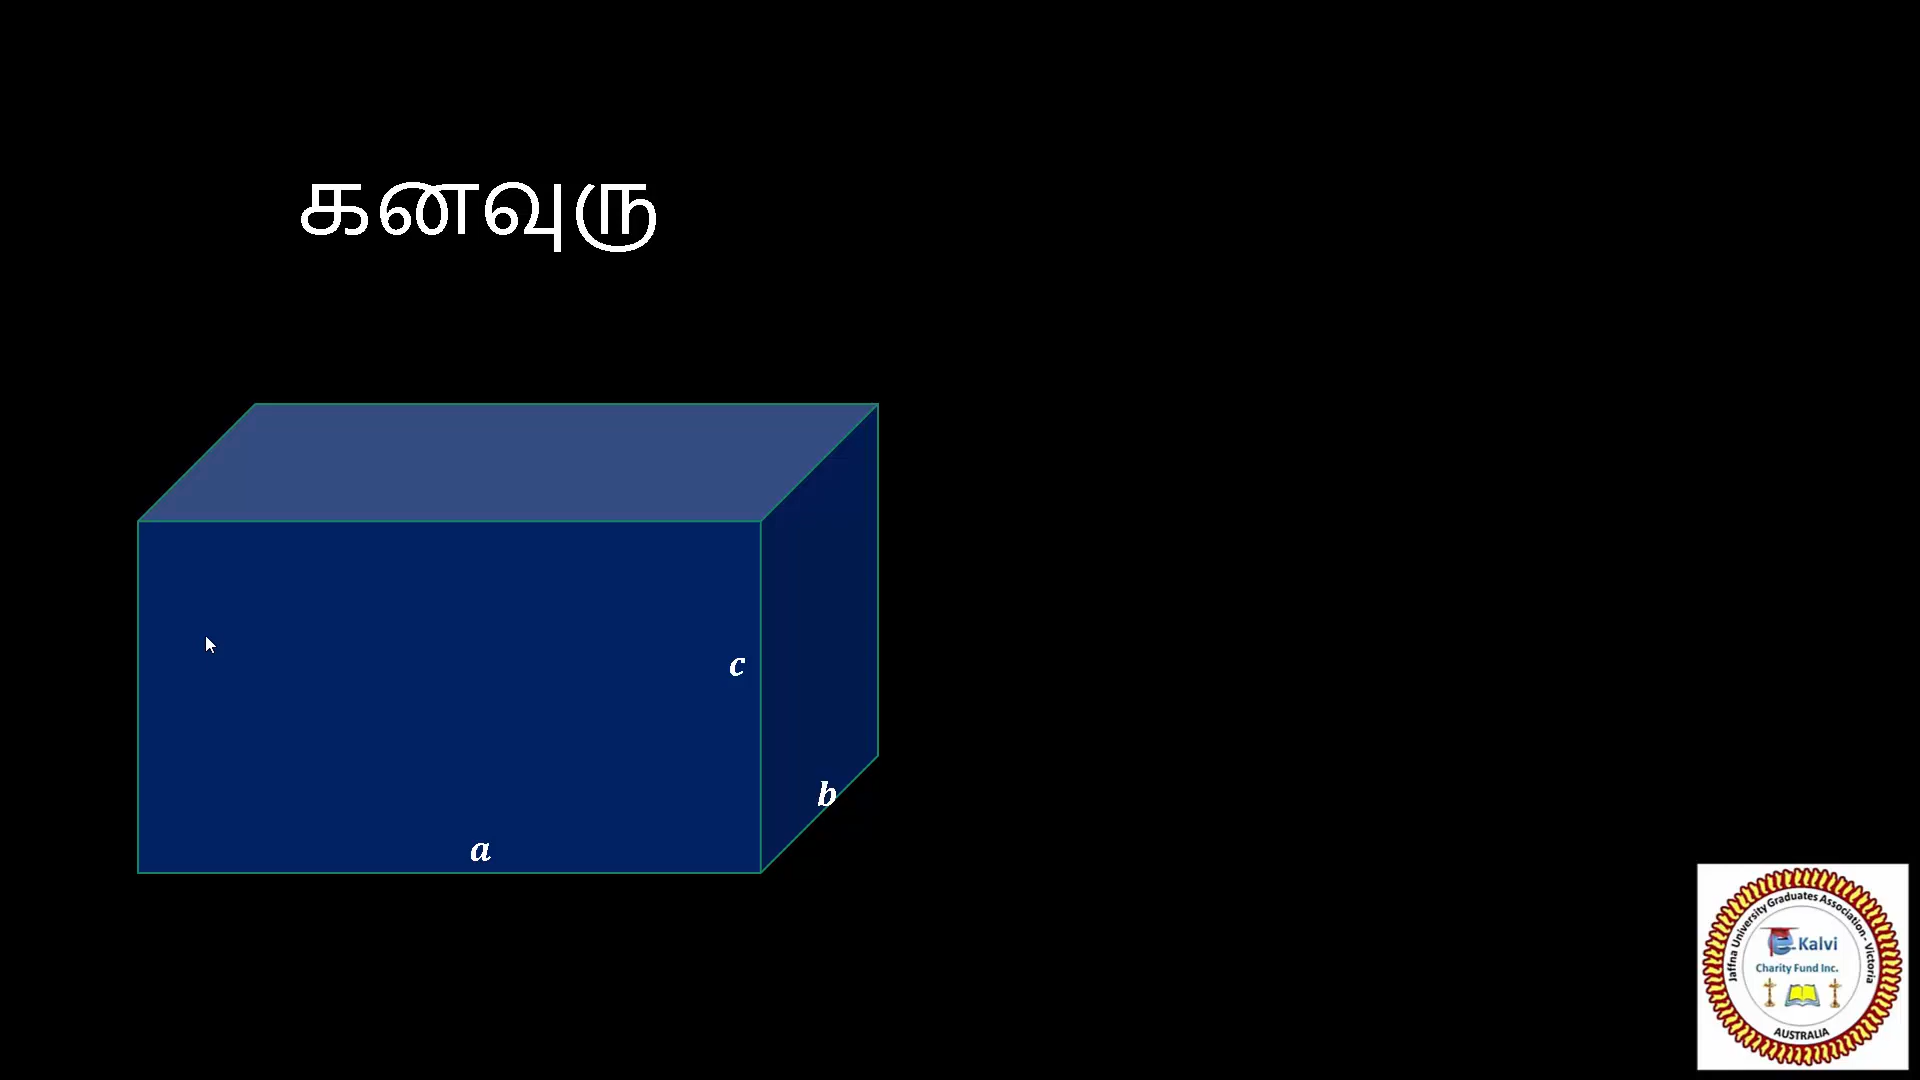 கனவுரு
c
b
a
Jaffna University Graduates Association - Victoria
e Kalvi
Charity Fund Inc.
AUSTRALIA